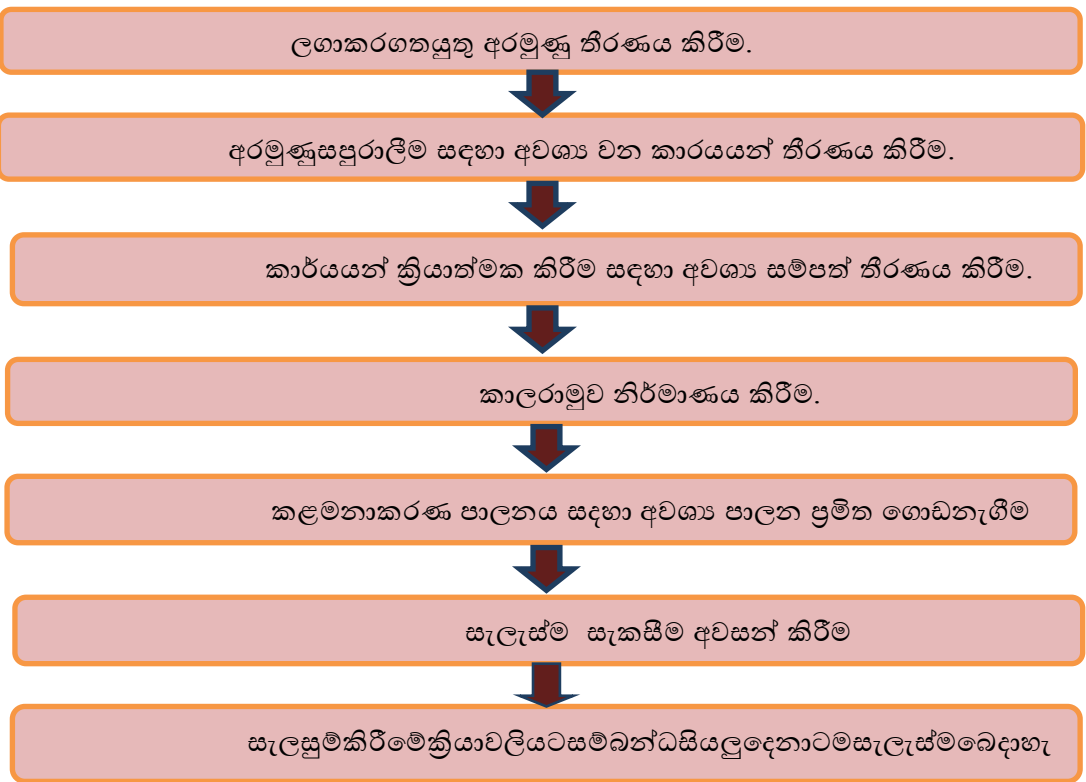 ලගාකරගතයුතු අරමුණු තීරණය කිරීම.
අරමුණුසපුරාලීම සඳහා අවශ්‍ය වන කාරයයන් තීරණය කිරීම.
කාර්යයන් ක්‍රියාත්මක කිරීම සඳහා අවශ්‍ය සම්පත් තීරණය කිරීම.
කාලරාමුව නිර්මාණය කිරීම.
කළමනාකරණ පාලනය සදහා අවශ්‍ය පාලන ප්‍රමිත ගොඩනැගීම
සැලැස්ම සැකසීම අවසන් කිරීම
සැලසුම්කිරීමේක්‍රියාවලියටසම්බන්ධසියලුදෙනාටමසැලැස්මබෙදාහැ